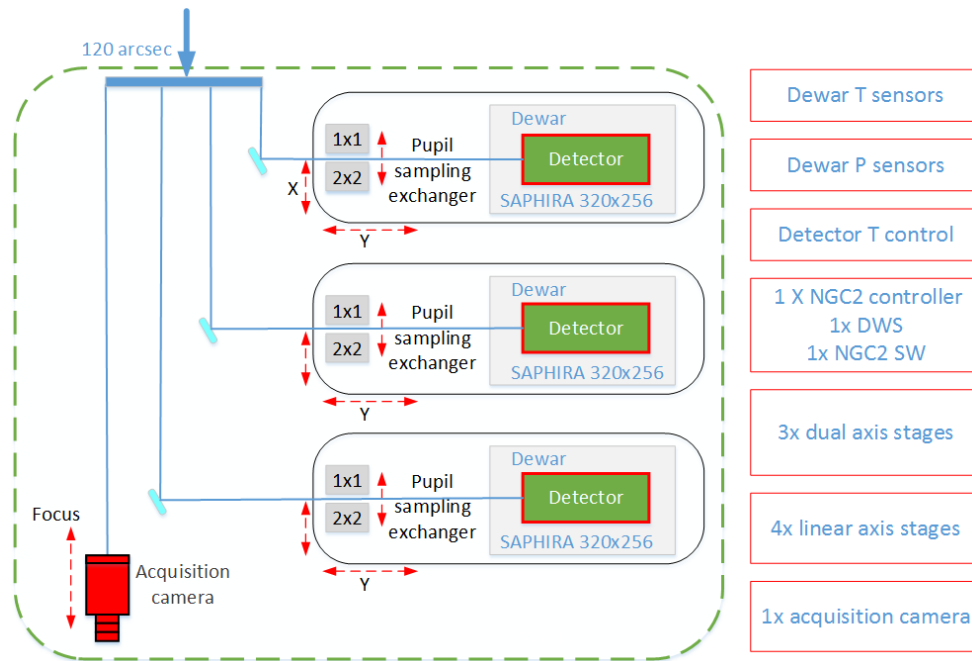 120 arcsec
Dewar
1x1
Pupil
Detector
2x2
sampling
exchanger
SAPHIRA 320x256
X
Y
Dewar
1x1
Pupil
Detector
2x2
sampling
exchanger
SAPHIRA 320x256
Y
Dewar
1x1
Pupil
Detector
2x2
sampling
exchanger
SAPHIRA 320x256
Y
Focus
Acquisition
camera
Dewar T sensors
Dewar P sensors
Detector T control
1 X NGC2 controller
1x DWS
1x NGC2 SW
3x dual axis stages
4x linear axis stages
1x acquisition camera